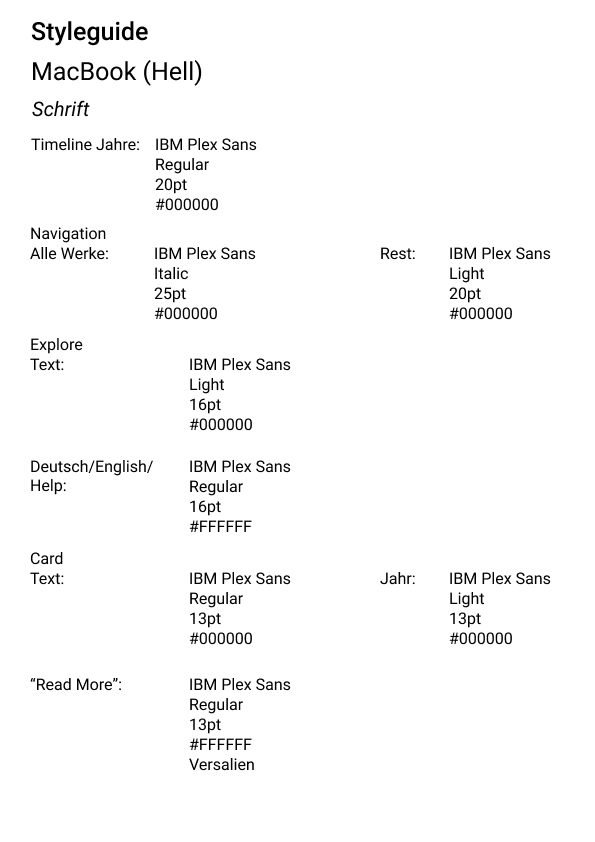 Styleguide
MacBook (Hell)
Schrift
Timeline Jahre: IBM Plex Sans
Regular
20pt
#000000
Navigation
Alle Werke: IBM Plex Sans Rest: IBM Plex Sans
Italic Light
25pt 20pt
#000000 #000000
Explore
Text: IBM Plex Sans
Light
16pt
#000000
Deutsch/English/ IBM Plex Sans
Help: Regular
16pt
#FFFFFF
Card
Text: IBM Plex Sans Jahr: IBM Plex Sans
Regular Light
13pt 13pt
#000000 #000000
“Read More”: IBM Plex Sans
Regular
13pt
#FFFFFF
Versalien